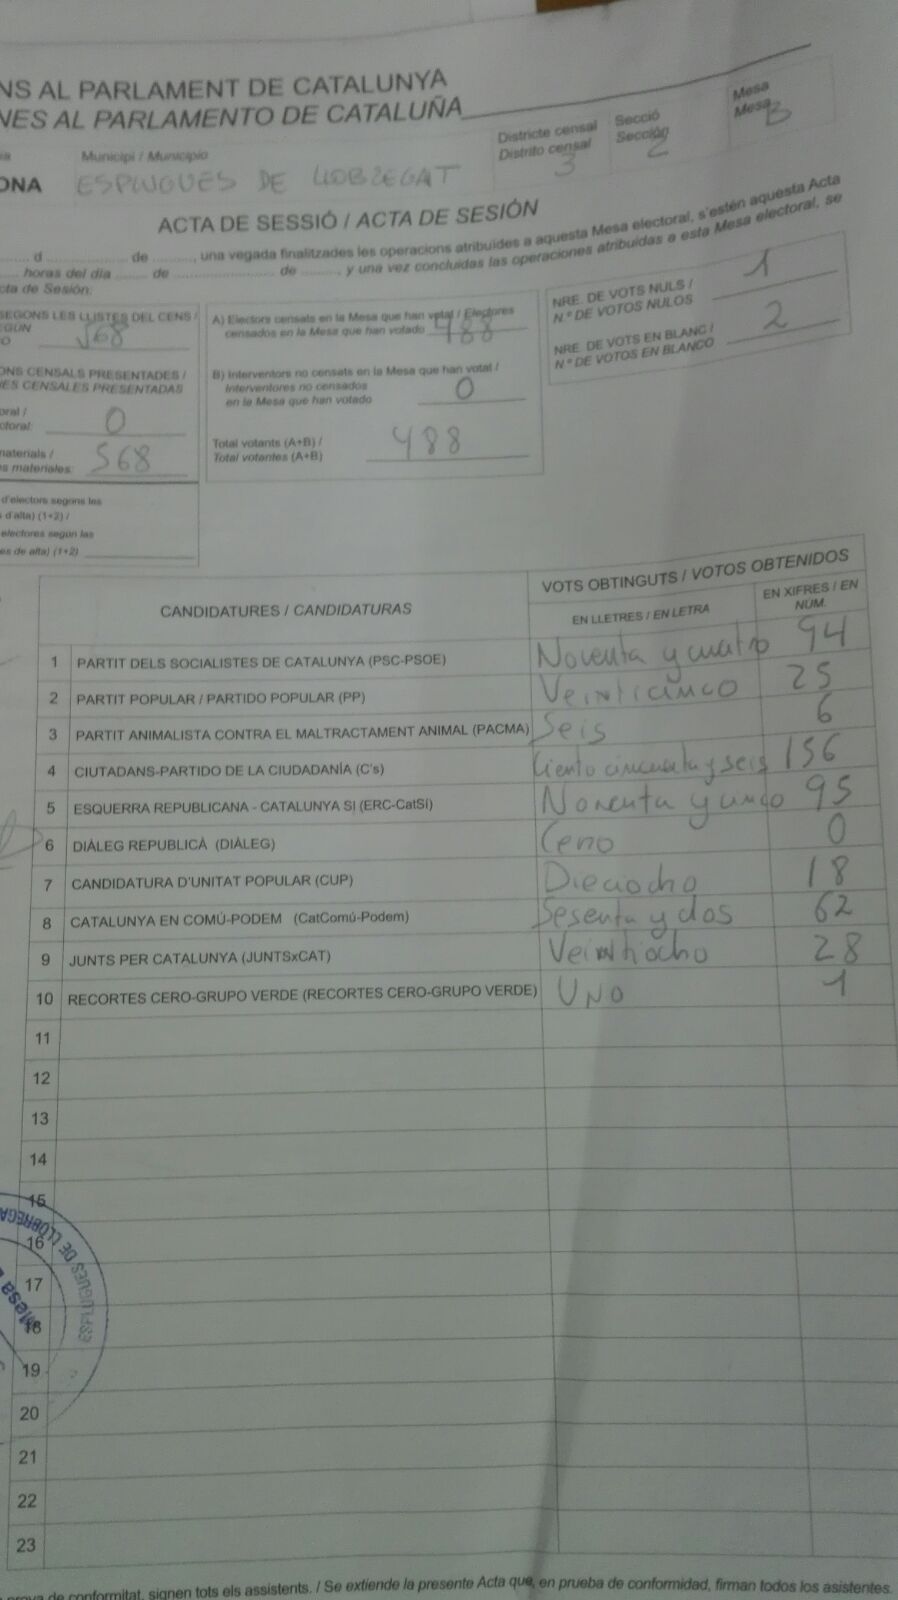 NS AL PARLAMENT DE CATALUNYA
NES AL PARLAMENTO DE CATALUÑA
Municipi / Municipio
ONA ESPLUGUES DE LLOBREGAT
Districte censal
Distrito censal
3
Secció
Sección
2
Mesa
Mesa
B
ACTA DE SESSIÓ / ACTA DE SESIÓN
d de , una vegada finalitzades les operacions atribuïdes a aquesta Mesa electoral, s'estén aquesta Acta
horas del día de de , y una vez concluidas las operaciones atribuidas a esta Mesa electoral, se
cta de Sesión:
SEGONS LES LLISTES DEL CENS /
EGÚN
O 568
ONS CENSALS PRESENTADES /
NES CENSALES PRESENTADAS
oral /
ctoral: 0
materials /
s materiales: 568
d'electors segons les
s d'alta) (1+2) /
electores según las
es de alta) (1+2)
A) Electors censats en la Mesa que han votat / Electores
censados en la Mesa que han votado 488
B) Interventors no censats en la Mesa que han votat /
Interventores no censados
en la Mesa que han votado 0
Total votants (A+B) /
Total votantes (A+B) 488
NRE. DE VOTS NULS /
N.º DE VOTOS NULOS 1
NRE. DE VOTS EN BLANC /
N.º DE VOTOS EN BLANCO 2
CANDIDATURES / CANDIDATURAS
VOTS OBTINGUTS / VOTOS OBTENIDOS
EN LLETRES / EN LETRA
EN XIFRES / EN
NÚM.
1 PARTIT DELS SOCIALISTES DE CATALUNYA (PSC-PSOE) Noventa y cuatro 94
2 PARTIT POPULAR / PARTIDO POPULAR (PP) Veinticinco 25
3 PARTIT ANIMALISTA CONTRA EL MALTRACTAMENT ANIMAL (PACMA) Seis 6
4 CIUTADANS-PARTIDO DE LA CIUDADANÍA (C's) Ciento cincuenta y seis 156
5 ESQUERRA REPUBLICANA - CATALUNYA SI (ERC-CatSí) Noventa y cinco 95
6 DIÀLEG REPUBLICÀ (DIÀLEG) Cero 0
7 CANDIDATURA D'UNITAT POPULAR (CUP) Dieciocho 18
8 CATALUNYA EN COMÚ-PODEM (CatComú-Podem) Sesenta y dos 62
9 JUNTS PER CATALUNYA (JUNTSxCAT) Veintiocho 28
10 RECORTES CERO-GRUPO VERDE (RECORTES CERO-GRUPO VERDE) UNO 1
11
12
13
14
15
16
17
18
19
20
21
22
23
ESPLUGUES DE LLOBREGA
Mesa
prova de conformitat, signen tots els assistents. / Se extiende la presente Acta que, en prueba de conformidad, firman todos los asistentes.